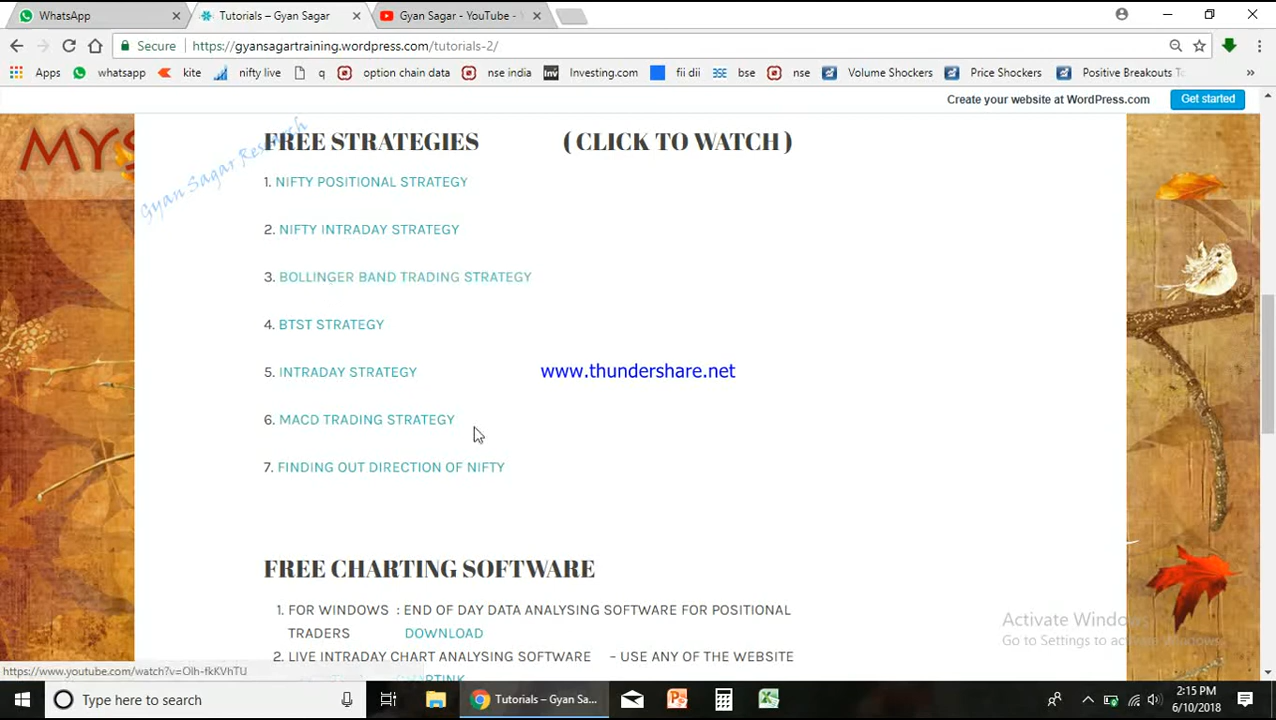 WhatsApp
Tutorials – Gyan Sagar
Gyan Sagar - YouTube -
Secure
https://gyansagartraining.wordpress.com/tutorials-2/
Apps
whatsapp
kite
nifty live
q
option chain data
nse india
Inv
Investing.com
fii dii
bse
nse
Volume Shockers
Price Shockers
Positive Breakouts
Create your website at WordPress.com
Get started
MYS
Gyan Sagar Research
FREE STRATEGIES ( CLICK TO WATCH )
1. NIFTY POSITIONAL STRATEGY
2. NIFTY INTRADAY STRATEGY
3. BOLLINGER BAND TRADING STRATEGY
4. BTST STRATEGY
5. INTRADAY STRATEGY
www.thundershare.net
6. MACD TRADING STRATEGY
7. FINDING OUT DIRECTION OF NIFTY
FREE CHARTING SOFTWARE
1. FOR WINDOWS : END OF DAY DATA ANALYSING SOFTWARE FOR POSITIONAL
TRADERS DOWNLOAD
2. LIVE INTRADAY CHART ANALYSING SOFTWARE – USE ANY OF THE WEBSITE
Activate Windows
Go to Settings to activate Windows.
https://www.youtube.com/watch?v=Oih-fkKVhTU
Type here to search
Tutorials – Gyan Sa...
2:15 PM
6/10/2018